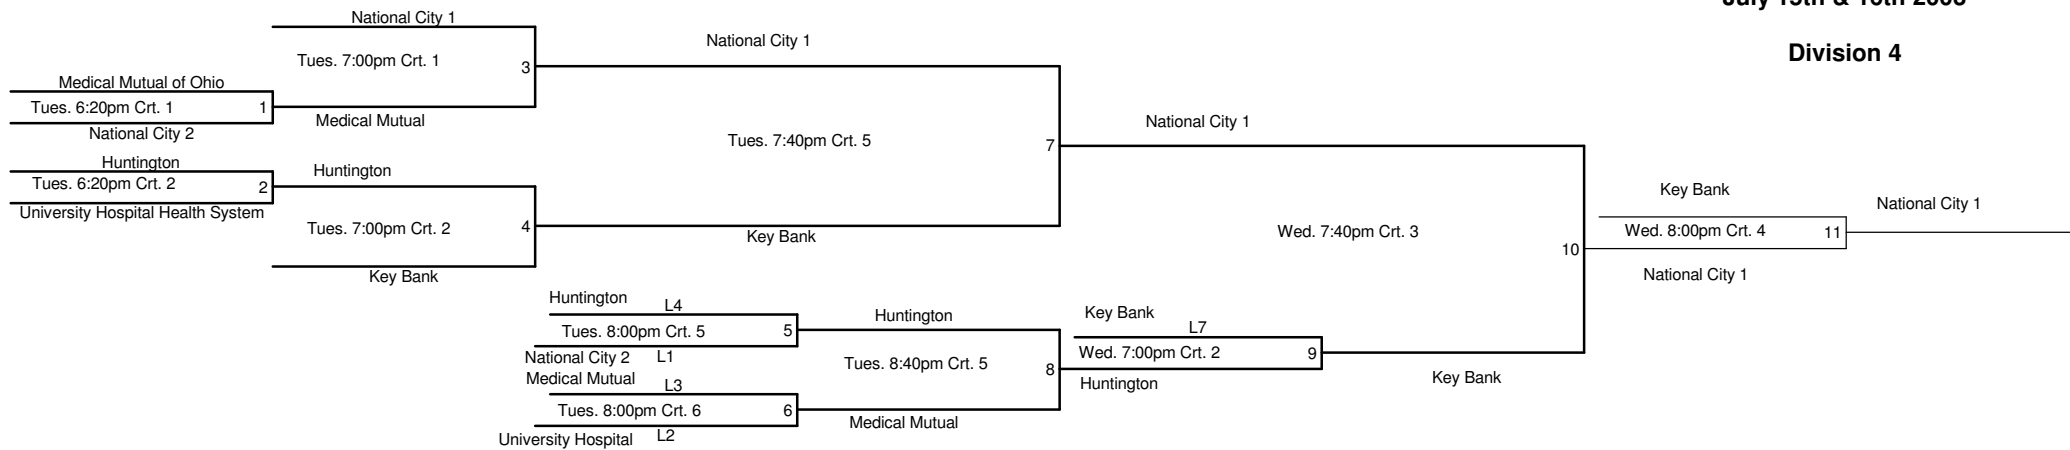 July 15th & 16th
Division 4
National City 1
Tues. 7:00pm Crt. 1
3
National City 1
Medical Mutual of Ohio
Tues. 6:20pm Crt. 1
1
National City 2
Medical Mutual
Tues. 7:40pm Crt. 5
7
National City 1
Huntington
Tues. 6:20pm Crt. 2
2
University Hospital Health System
Huntington
Tues. 7:00pm Crt. 2
4
Key Bank
Key Bank
Wed. 7:40pm Crt. 3
10
Key Bank
Wed. 8:00pm Crt. 4
11
National City 1
National City 1
Huntington
L4
Tues. 8:00pm Crt. 5
5
National City 2
L1
Medical Mutual
L3
Tues. 8:00pm Crt. 6
6
University Hospital
L2
Huntington
Tues. 8:40pm Crt. 5
8
Medical Mutual
Key Bank
L7
Wed. 7:00pm Crt. 2
9
Huntington
Key Bank